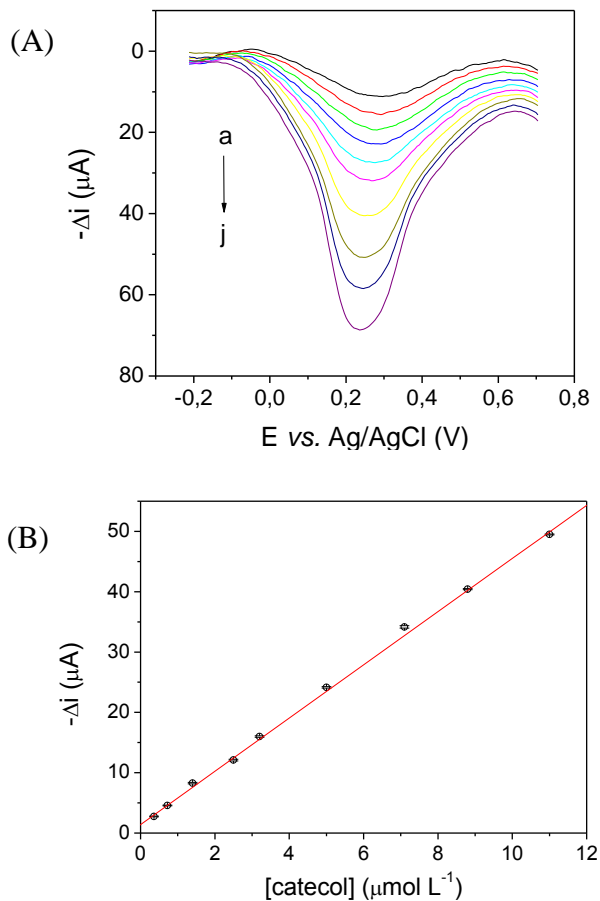 (A)
0
20
40
60
80
-Δi (μA)
a
j
-0,2 0,0 0,2 0,4 0,6 0,8
E vs. Ag/AgCl (V)
(B)
50
40
30
20
10
0
-Δi (μA)
0 2 4 6 8 10 12
[catecol] (μmol L⁻¹)